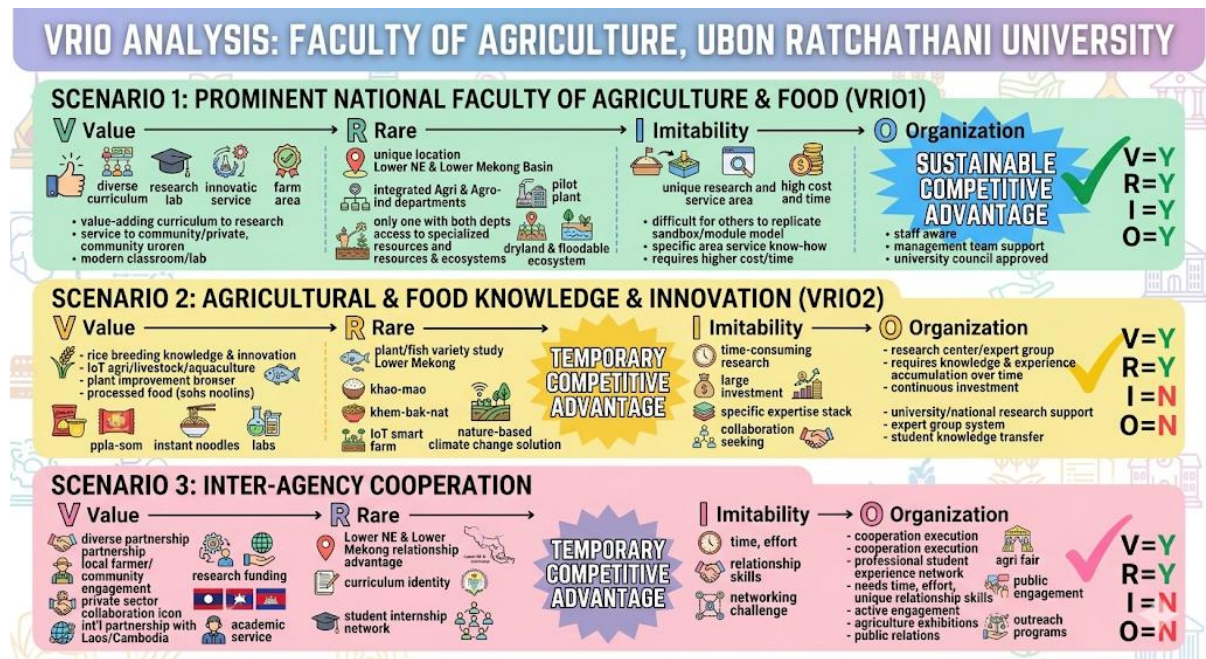 VRIO ANALYSIS: FACULTY OF AGRICULTURE, UBON RATCHATHANI UNIVERSITY
SCENARIO 1: PROMINENT NATIONAL FACULTY OF AGRICULTURE & FOOD (VRIO1)
V Value
diverse
curriculum
research
lab
innovatic
service
farm
area
• value-adding curriculum to research
• service to community/private,
community uroren
• modern classroom/lab
R Rare
unique location
Lower NE & Lower Mekong Basin
integrated Agri & Agro-
ind departments
pilot
plant
only one with both depts
access to specialized
resources and
resources & ecosystems
dryland & floodable
ecosystem
I Imitability
unique research and
service area
high cost
and time
• difficult for others to replicate
sandbox/module model
• specific area service know-how
• requires higher cost/time
O Organization
SUSTAINABLE
COMPETITIVE
ADVANTAGE
• staff aware
• management team support
• university council approved
V=Y
R=Y
I=Y
O=Y
SCENARIO 2: AGRICULTURAL & FOOD KNOWLEDGE & INNOVATION (VRIO2)
V Value
- rice breeding knowledge & innovation
- IoT agri/livestock/aquaculture
- plant improvement browser
- processed food (sohs noolins)
ppla-som
instant noodles
labs
R Rare
plant/fish variety study
Lower Mekong
khao-mao
khem-bak-nat
IoT smart
farm
nature-based
climate change solution
TEMPORARY
COMPETITIVE
ADVANTAGE
I Imitability
time-consuming
research
large
investment
specific expertise stack
collaboration
seeking
O Organization
- research center/expert group
- requires knowledge & experience
accumulation over time
- continuous investment
- university/national research support
- expert group system
- student knowledge transfer
V=Y
R=Y
I=N
O=N
SCENARIO 3: INTER-AGENCY COOPERATION
V Value
diverse partnership
partnership
local farmer/
community
engagement
private sector
collaboration icon
int'l partnership with
Laos/Cambodia
research funding
academic
service
R Rare
Lower NE & Lower
Mekong relationship
advantage
curriculum identity
student internship
network
TEMPORARY
COMPETITIVE
ADVANTAGE
I Imitability
time, effort
relationship
skills
networking
challenge
O Organization
- cooperation execution
- cooperation execution
- professional student
experience network
- needs time, effort,
unique relationship skills
- active engagement
- agriculture exhibitions
- public relations
agri fair
public
engagement
outreach
programs
V=Y
R=Y
I=N
O=N